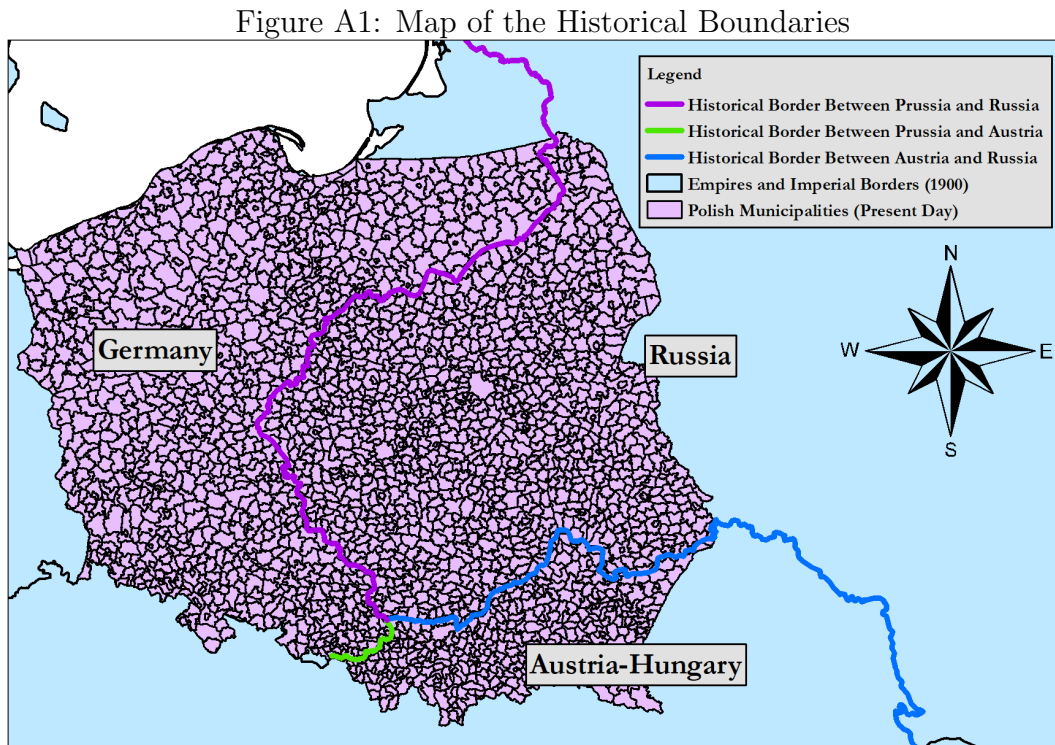 Figure A1: Map of the Historical Boundaries
Legend
Historical Border Between Prussia and Russia
Historical Border Between Prussia and Austria
Historical Border Between Austria and Russia
Empires and Imperial Borders (1900)
Polish Municipalities (Present Day)
N
W
E
S
Germany
Russia
Austria-Hungary